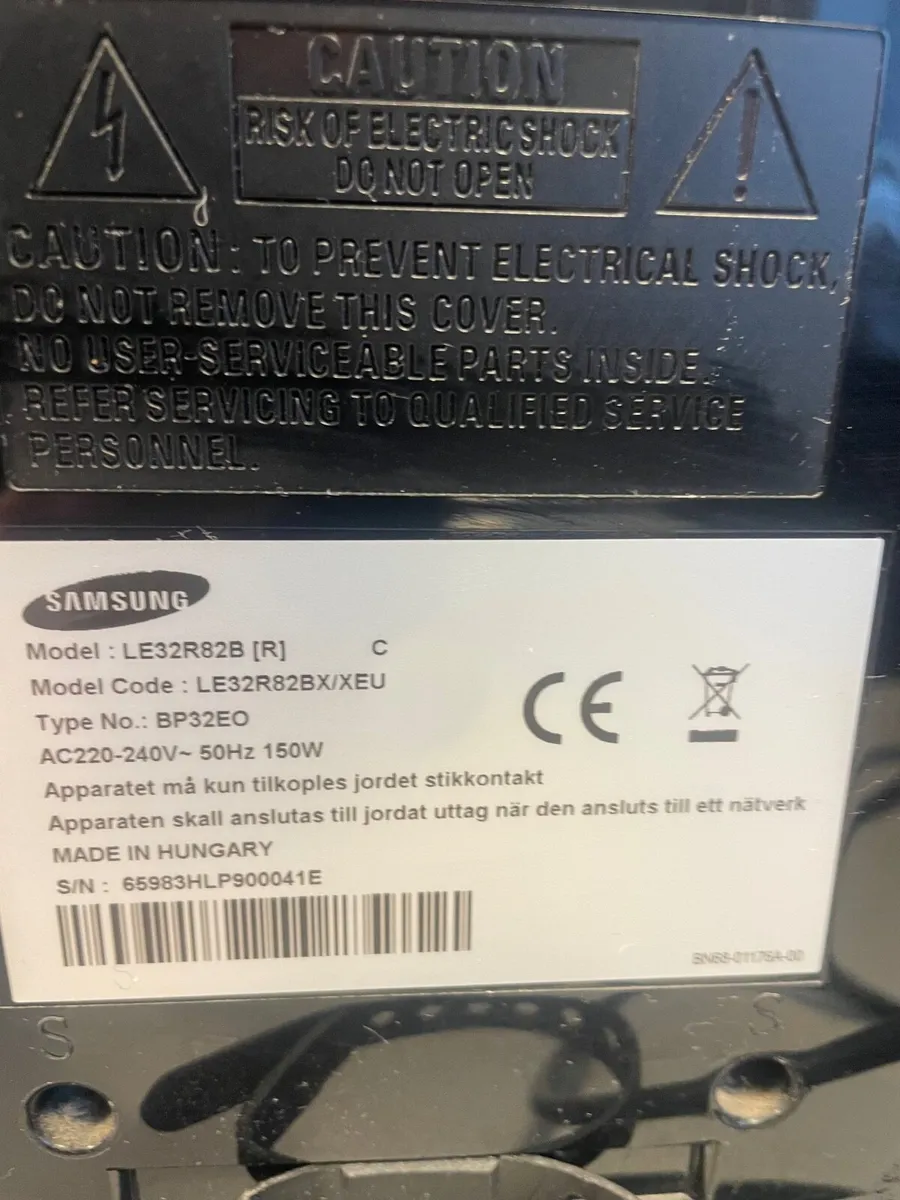 CAUTION
RISK OF ELECTRIC SHOCK
DO NOT OPEN
CAUTION : TO PREVENT ELECTRICAL SHOCK,
DO NOT REMOVE THIS COVER.
NO USER-SERVICEABLE PARTS INSIDE.
REFER SERVICING TO QUALIFIED SERVICE
PERSONNEL.
SAMSUNG
Model : LE32R82B [R] C
Model Code : LE32R82BX/XEU
Type No.: BP32EO
AC220-240V~ 50Hz 150W
Apparatet må kun tilkoples jordet stikkontakt
Apparaten skall anslutas till jordat uttag när den ansluts till ett nätverk
MADE IN HUNGARY
S/N : 65983HLP900041E
BN68-01176A-00
S S